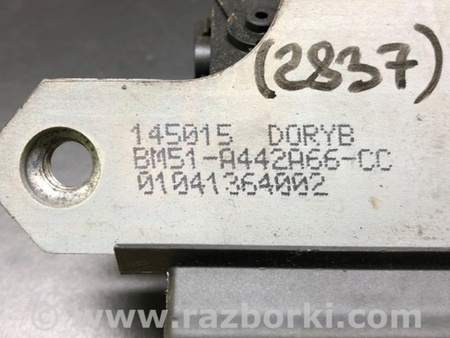 (2837)
145015 DORYB
BM51-A442A66-CC
01041364002
www.razborki.com